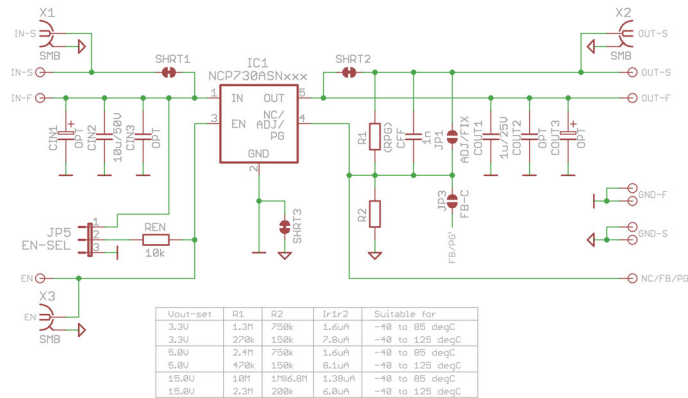 X1
X2
IN-S
OUT-S
SMB
SMB
SHRT1
IC1
NCP730ASNxxx
SHRT2
IN-S
OUT-S
IN-F
1
IN
OUT
5
OUT-F
3
EN
NC/
ADJ/
PG
4
GND
2
CIN1
OPT
CIN2
10u/50V
CIN3
OPT
R1
(RPG)
CFF
1n
JP1
ADJ/FIX
COUT1
1u/25V
COUT2
OPT
COUT3
OPT
R2
JP3
FB-C
FB/PG'
GND-F
GND-S
SHRT3
JP5
EN-SEL
1
2
3
REN
10k
EN
NC/FB/PG
X3
EN
SMB
Vout-set R1 R2 Ir1r2 Suitable for
3.3V 1.3M 750k 1.6uA -40 to 85 degC
3.3V 270k 150k 7.8uA -40 to 125 degC
5.0V 2.4M 750k 1.6uA -40 to 85 degC
5.0V 470k 150k 8.1uA -40 to 125 degC
15.0V 10M 1M||6.8M 1.38uA -40 to 85 degC
15.0V 2.3M 200k 6.0uA -40 to 125 degC